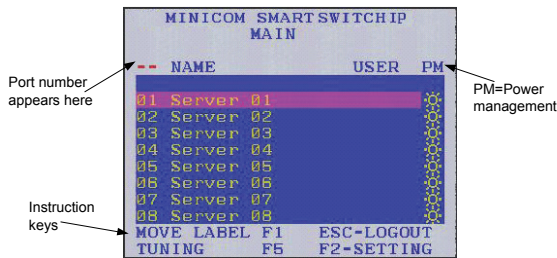 MINICOM SMARTSWITCHIP
MAIN
-- NAME USER PM
Port number
appears here
PM=Power
management
01 Server 01
02 Server 02
03 Server 03
04 Server 04
05 Server 05
06 Server 06
07 Server 07
08 Server 08
Instruction
keys
MOVE LABEL F1 ESC-LOGOUT
TUNING F5 F2-SETTING